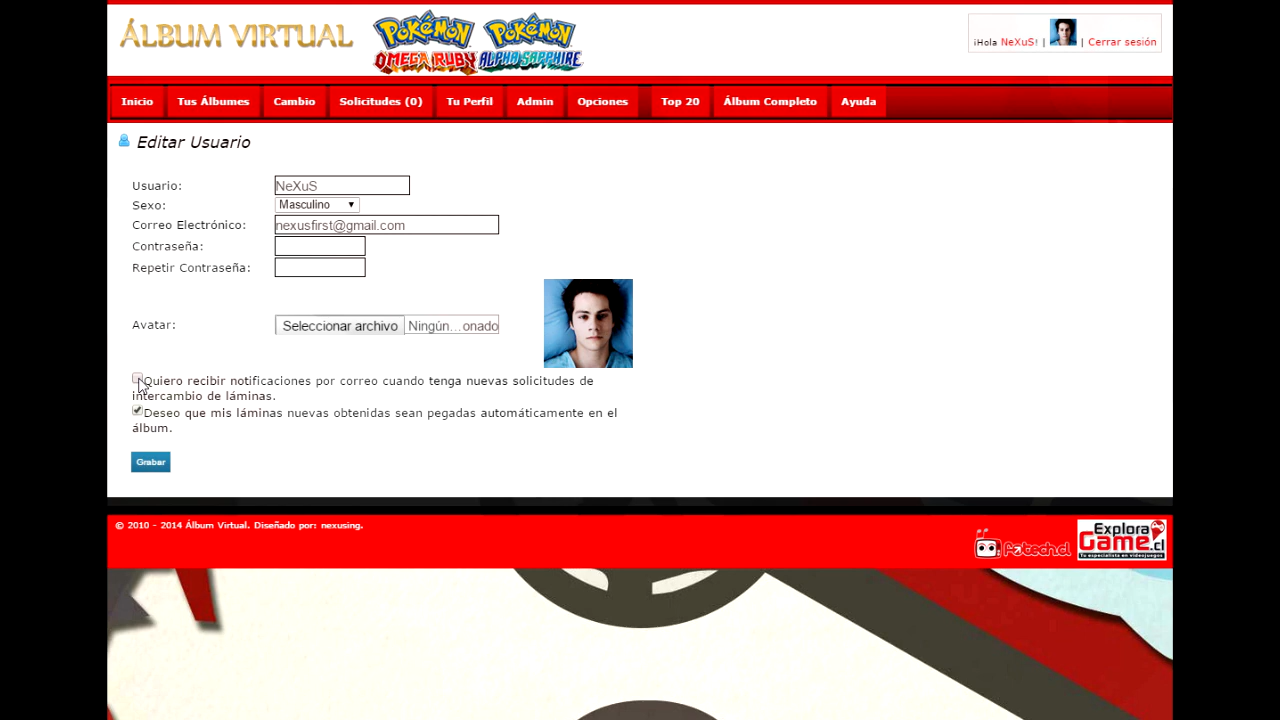 ÁLBUM VIRTUAL
POKÉMON POKÉMON
OMEGA RUBY ALPHA SAPPHIRE
¡Hola NeXuS! | | Cerrar sesión
Inicio Tus Álbumes Cambio Solicitudes (0) Tu Perfil Admin Opciones Top 20 Álbum Completo Ayuda
Editar Usuario
Usuario: NeXuS
Sexo: Masculino
Correo Electrónico: nexusfirst@gmail.com
Contraseña:
Repetir Contraseña:
Avatar: Seleccionar archivo Ningún...onado
Quiero recibir notificaciones por correo cuando tenga nuevas solicitudes de
intercambio de láminas.
Deseo que mis láminas nuevas obtenidas sean pegadas automáticamente en el
álbum.
Grabar
© 2010 - 2014 Álbum Virtual. Diseñado por: nexusing.
Explora
Game.cl
Tu especialista en videojuegos